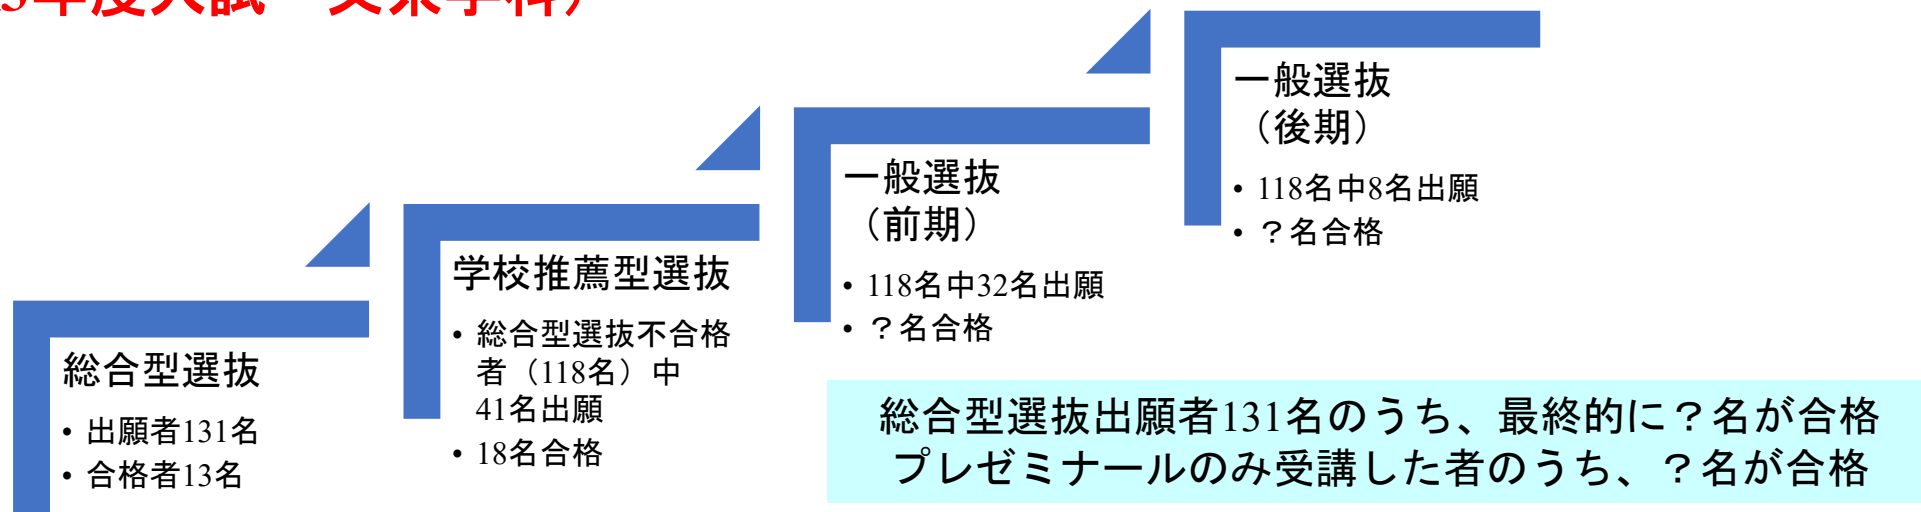 総合型選抜
• 出願者131名
• 合格者13名
学校推薦型選抜
• 総合型選抜不合格
者（118名）中
41名出願
• 18名合格
一般選抜
（前期）
• 118名中32名出願
• ？名合格
一般選抜
（後期）
• 118名中8名出願
• ？名合格
総合型選抜出願者131名のうち、最終的に？名が合格
プレゼミナールのみ受講した者のうち、？名が合格